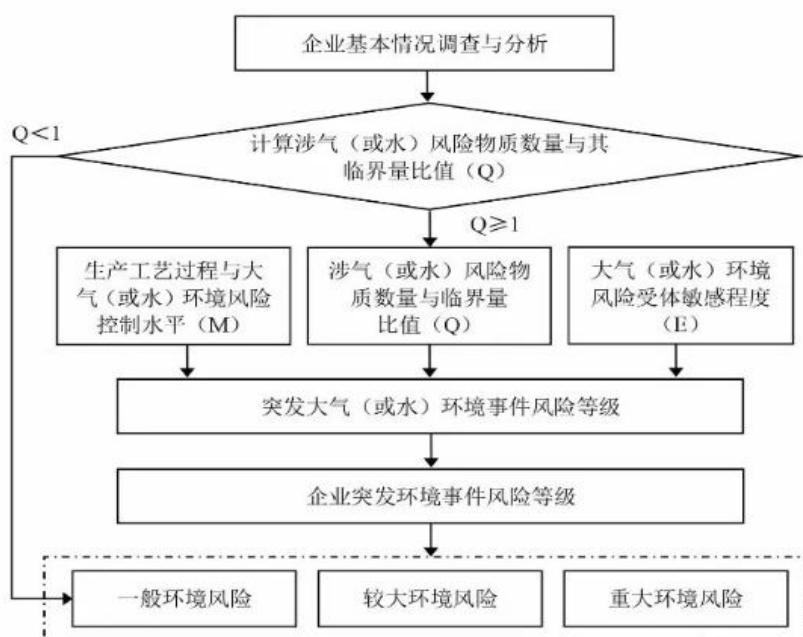 企业基本情况调查与分析
Q＜1
计算涉气（或水）风险物质数量与其
临界量比值（Q）
Q≥1
生产工艺过程与大
气（或水）环境风险
控制水平（M）
涉气（或水）风险物
质数量与临界量
比值（Q）
大气（或水）环境
风险受体敏感程度
（E）
突发大气（或水）环境事件风险等级
企业突发环境事件风险等级
一般环境风险
较大环境风险
重大环境风险